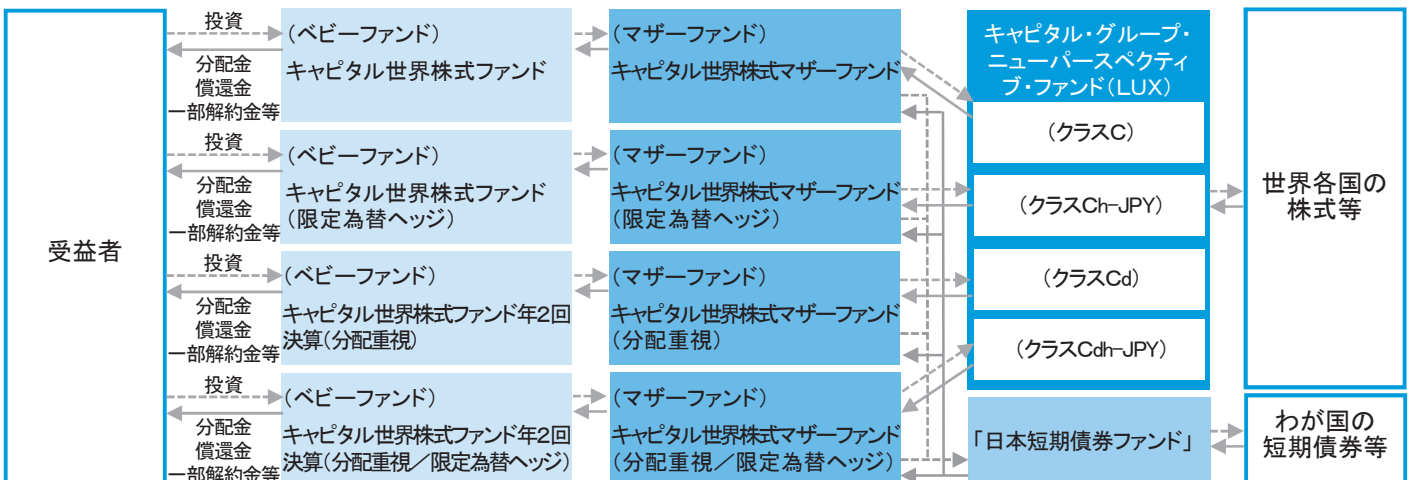 受益者
投資
分配金
償還金
一部解約金等
(ベビーファンド)
キャピタル世界株式ファンド
(マザーファンド)
キャピタル世界株式マザーファンド
投資
分配金
償還金
一部解約金等
(ベビーファンド)
キャピタル世界株式ファンド
(限定為替ヘッジ)
(マザーファンド)
キャピタル世界株式マザーファンド
(限定為替ヘッジ)
投資
分配金
償還金
一部解約金等
(ベビーファンド)
キャピタル世界株式ファンド年2回
決算(分配重視)
(マザーファンド)
キャピタル世界株式マザーファンド
(分配重視)
投資
分配金
償還金
一部解約金等
(ベビーファンド)
キャピタル世界株式ファンド年2回
決算(分配重視／限定為替ヘッジ)
(マザーファンド)
キャピタル世界株式マザーファンド
(分配重視／限定為替ヘッジ)
キャピタル・グループ・
ニューパースペクティ
ブ・ファンド(LUX)
(クラスC)
(クラスCh-JPY)
(クラスCd)
(クラスCdh-JPY)
「日本短期債券ファンド」
世界各国の
株式等
わが国の
短期債券等